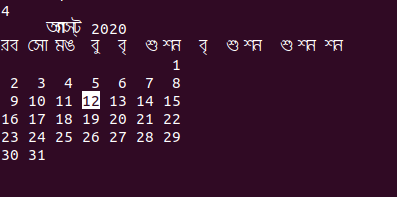 4
আগস্ট 2020
রব সো মঙ বু বৃ শু শন বৃ শু শন শু শন শন
1
2 3 4 5 6 7 8
9 10 11 12 13 14 15
16 17 18 19 20 21 22
23 24 25 26 27 28 29
30 31